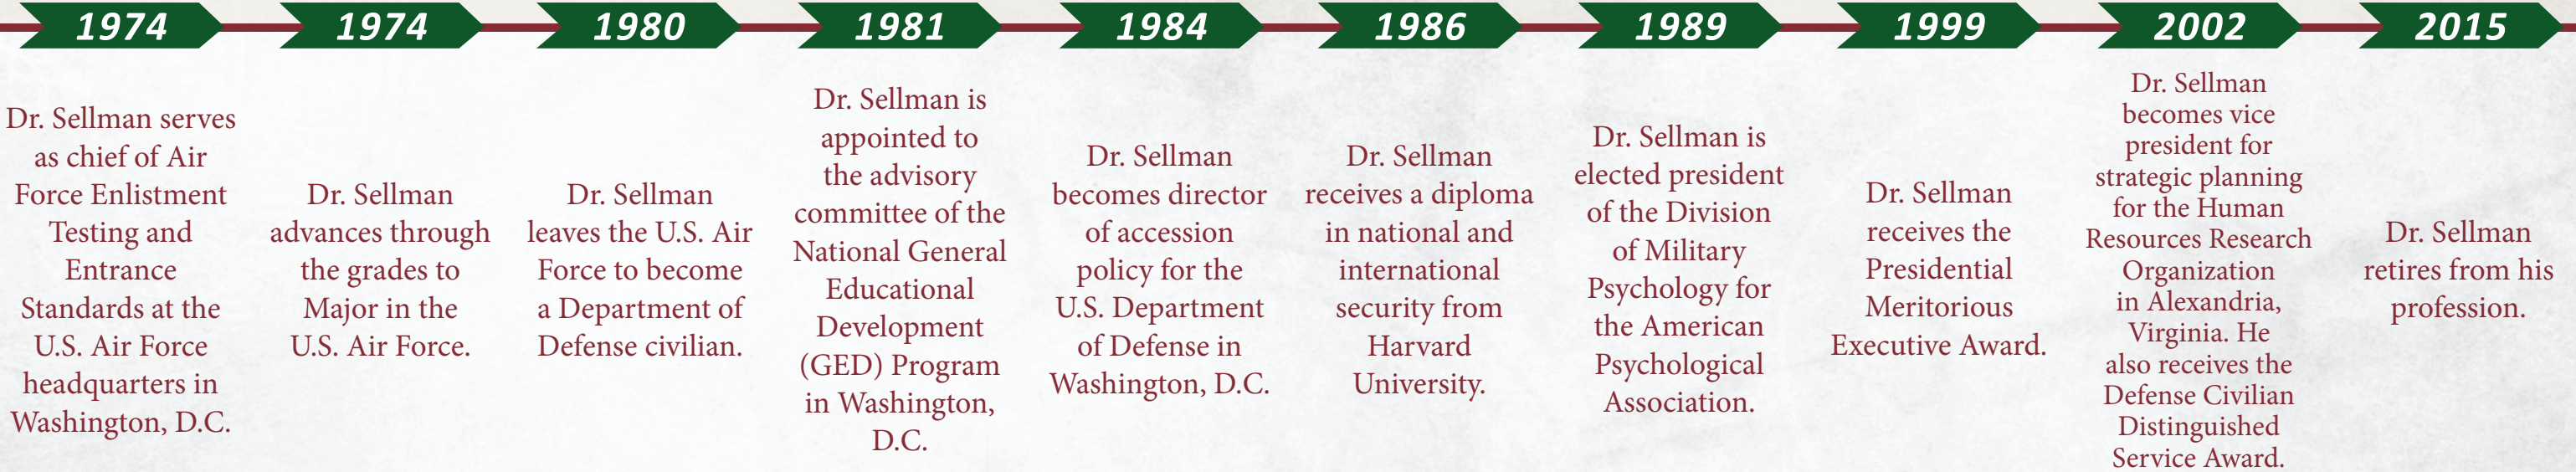 1974
Dr. Sellman serves
as chief of Air
Force Enlistment
Testing and
Entrance
Standards at the
U.S. Air Force
headquarters in
Washington, D.C.
1974
Dr. Sellman
advances through
the grades to
Major in the
U.S. Air Force.
1980
Dr. Sellman
leaves the U.S. Air
Force to become
a Department of
Defense civilian.
1981
Dr. Sellman is
appointed to
the advisory
committee of the
National General
Educational
Development
(GED) Program
in Washington,
D.C.
1984
Dr. Sellman
becomes director
of accession
policy for the
U.S. Department
of Defense in
Washington, D.C.
1986
Dr. Sellman
receives a diploma
in national and
international
security from
Harvard
University.
1989
Dr. Sellman is
elected president
of the Division
of Military
Psychology for
the American
Psychological
Association.
1999
Dr. Sellman
receives the
Presidential
Meritorious
Executive Award.
2002
Dr. Sellman
becomes vice
president for
strategic planning
for the Human
Resources Research
Organization
in Alexandria,
Virginia. He
also receives the
Defense Civilian
Distinguished
Service Award.
2015
Dr. Sellman
retires from his
profession.